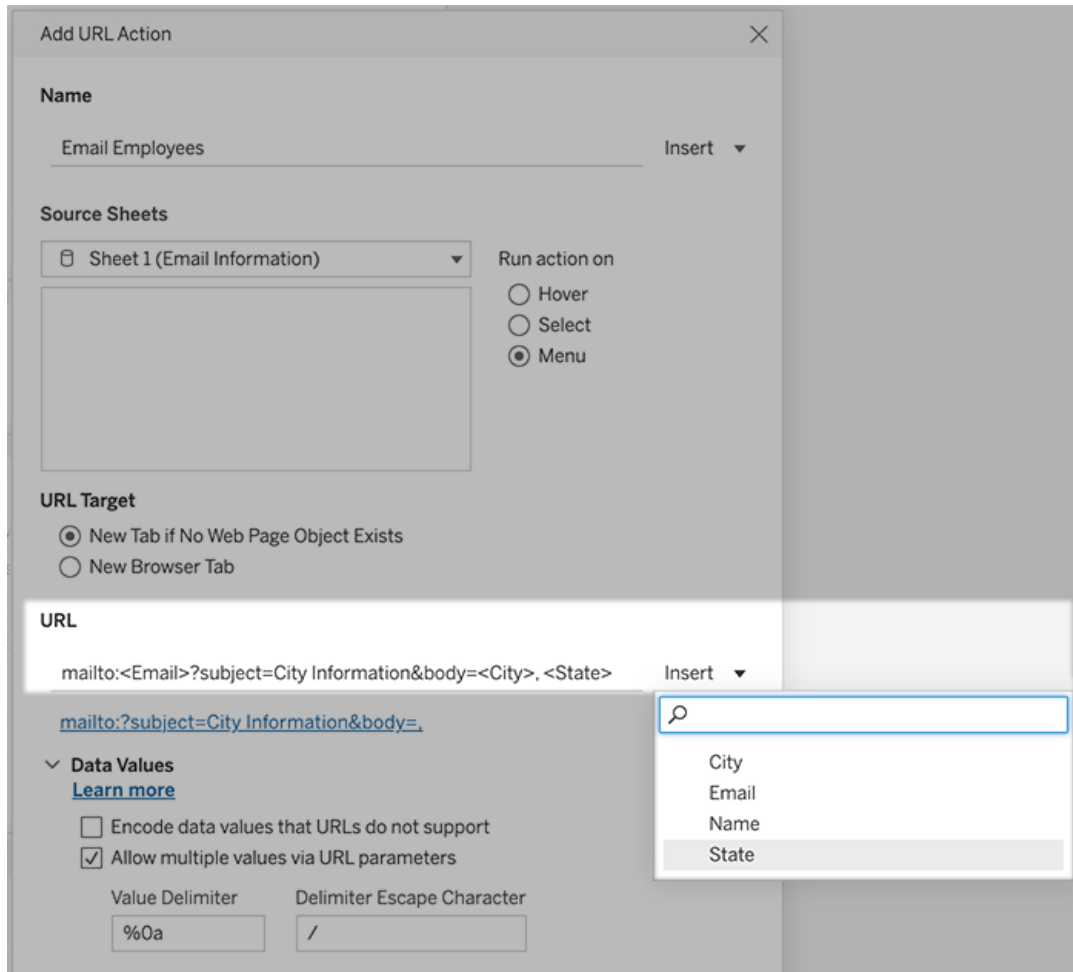 Add URL Action
Name
Email Employees
Insert
Source Sheets
Sheet 1 (Email Information)
Run action on
Hover
Select
Menu
URL Target
New Tab if No Web Page Object Exists
New Browser Tab
URL
mailto:<Email>?subject=City Information&body=<City>, <State>
Insert
mailto:?subject=City Information&body=,
Data Values
Learn more
City
Email
Name
State
Encode data values that URLs do not support
Allow multiple values via URL parameters
Value Delimiter
Delimiter Escape Character
%0a
/